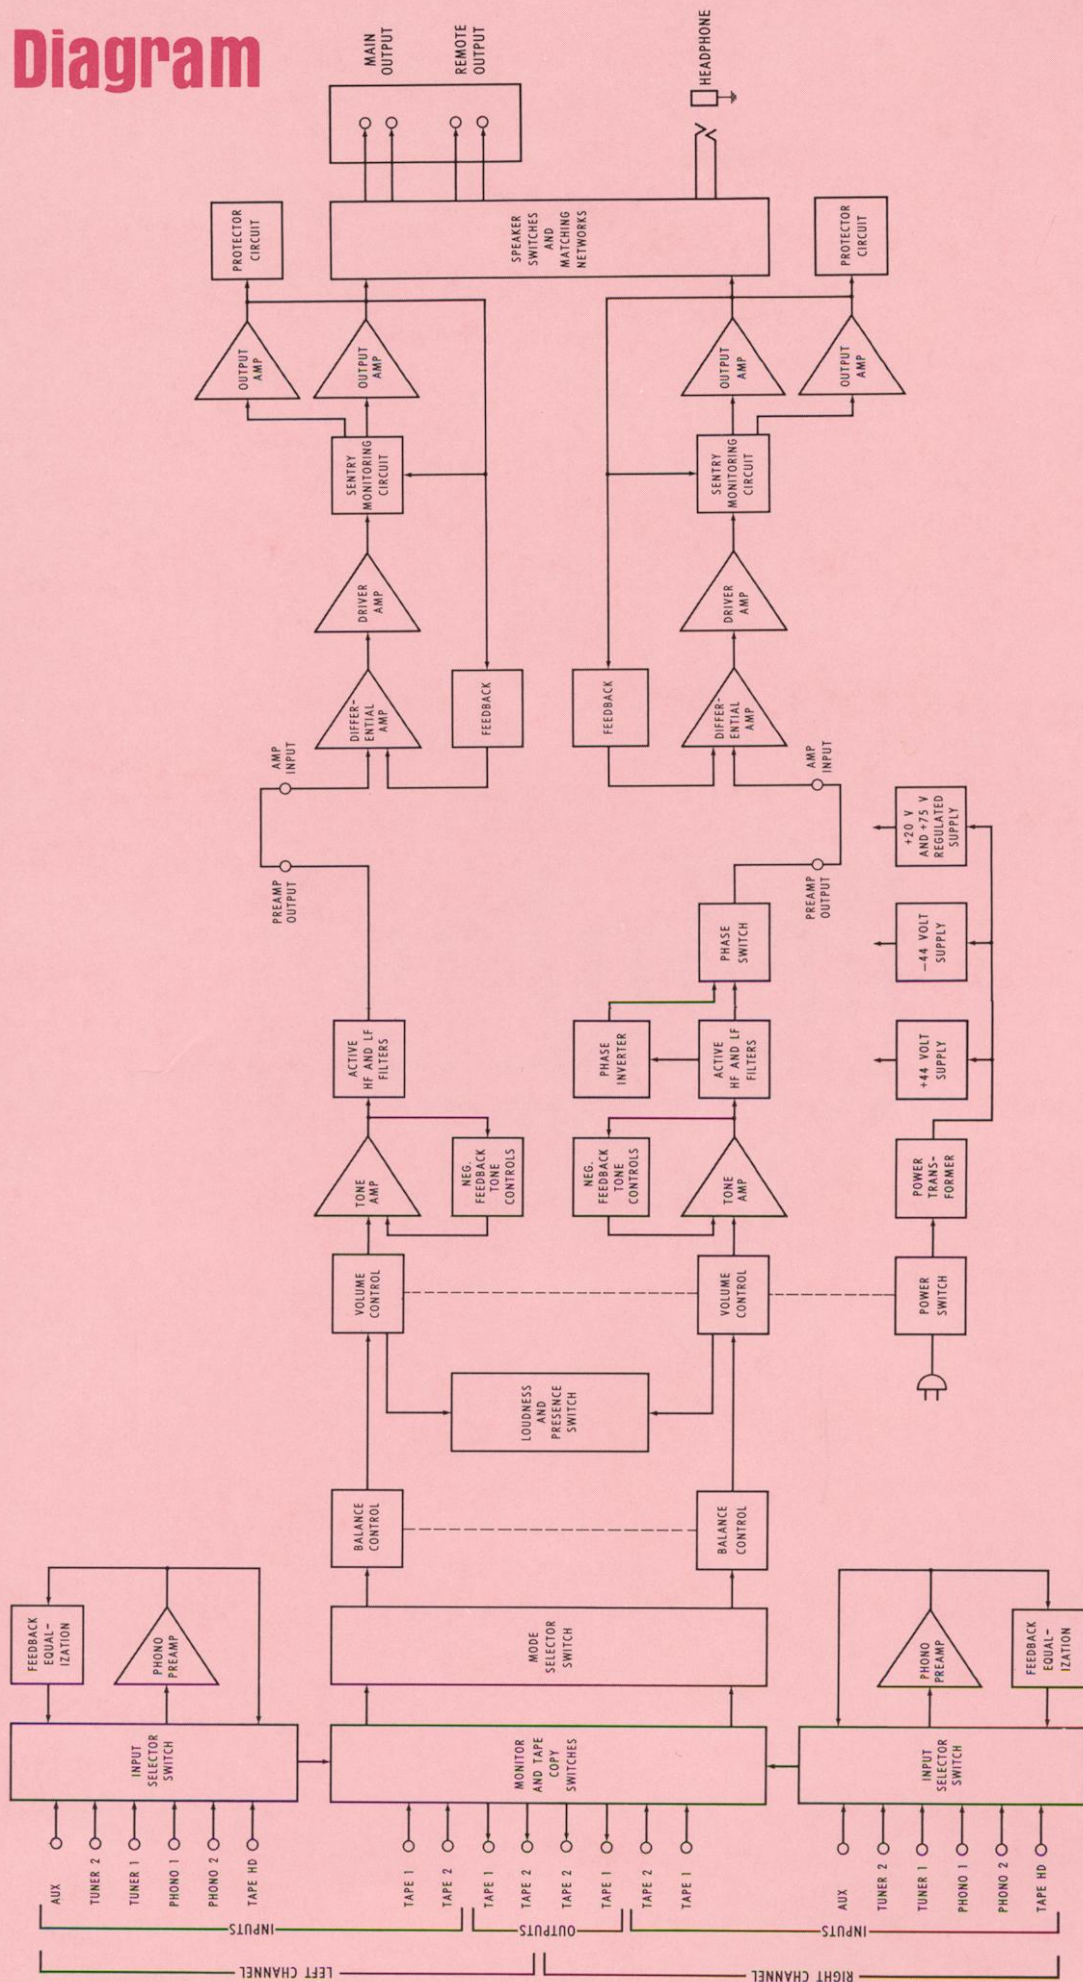 Diagram
MAIN
OUTPUT
REMOTE
OUTPUT
HEADPHONE
PROTECTOR
CIRCUIT
SPEAKER
SWITCHES
AND
MATCHING
NETWORKS
PROTECTOR
CIRCUIT
OUTPUT
AMP
OUTPUT
AMP
OUTPUT
AMP
OUTPUT
AMP
SENTRY
MONITORING
CIRCUIT
SENTRY
MONITORING
CIRCUIT
DRIVER
AMP
DRIVER
AMP
DIFFER-
ENTIAL
AMP
FEEDBACK
FEEDBACK
DIFFER-
ENTIAL
AMP
AMP
INPUT
AMP
INPUT
PREAMP
OUTPUT
PREAMP
OUTPUT
+20 V
AND +75 V
REGULATED
SUPPLY
PHASE
SWITCH
−44 VOLT
SUPPLY
ACTIVE
HF AND LF
FILTERS
PHASE
INVERTER
ACTIVE
HF AND LF
FILTERS
+44 VOLT
SUPPLY
TONE
AMP
NEG.
FEEDBACK
TONE
CONTROLS
NEG.
FEEDBACK
TONE
CONTROLS
TONE
AMP
POWER
TRANS-
FORMER
VOLUME
CONTROL
VOLUME
CONTROL
POWER
SWITCH
LOUDNESS
AND
PRESENCE
SWITCH
BALANCE
CONTROL
BALANCE
CONTROL
FEEDBACK
EQUAL-
IZATION
PHONO
PREAMP
MODE
SELECTOR
SWITCH
PHONO
PREAMP
FEEDBACK
EQUAL-
IZATION
INPUT
SELECTOR
SWITCH
MONITOR
AND TAPE
COPY
SWITCHES
INPUT
SELECTOR
SWITCH
AUX
TUNER 2
TUNER 1
PHONO 1
PHONO 2
TAPE HD
TAPE 1
TAPE 2
TAPE 1
TAPE 2
TAPE 2
TAPE 1
TAPE 2
TAPE 1
AUX
TUNER 2
TUNER 1
PHONO 1
PHONO 2
TAPE HD
INPUTS
OUTPUTS
INPUTS
LEFT CHANNEL
RIGHT CHANNEL